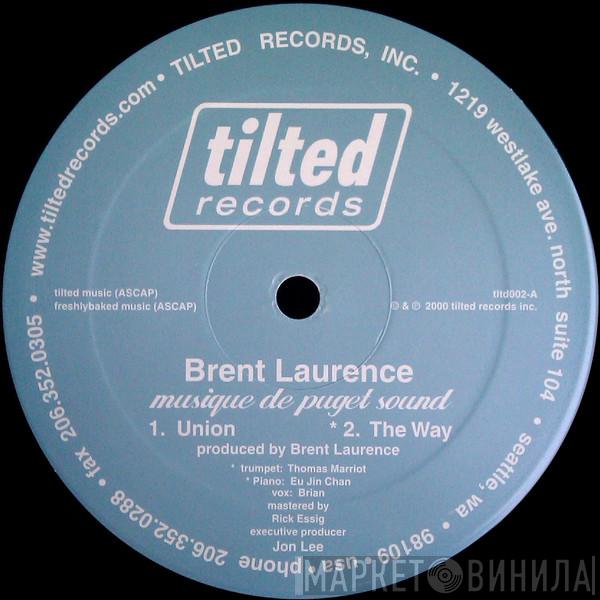 www.tiltedrecords.com • TILTED RECORDS, INC. • 1219 westlake ave. north suite 104 • seattle, wa • 98109 • usa • phone 206.352.0288 • fax 206.352.0305 •
tilted
records
tilted music (ASCAP)
freshlybaked music (ASCAP)
tltd002-A
© & ℗ 2000 tilted records inc.
Brent Laurence
musique de puget sound
1. Union * 2. The Way
produced by Brent Laurence
* trumpet: Thomas Marriot
* Piano: Eu Jin Chan
vox: Brian
mastered by
Rick Essig
executive producer
Jon Lee
МАРКЕТ ВИНИЛА